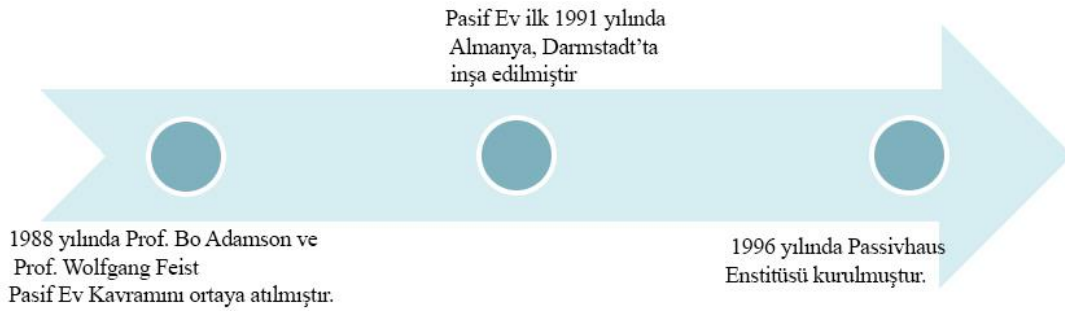 Pasif Ev ilk 1991 yılında
Almanya, Darmstadt’ta
inşa edilmiştir
1988 yılında Prof. Bo Adamson ve
Prof. Wolfgang Feist
Pasif Ev Kavramını ortaya atılmıştır.
1996 yılında Passivhaus
Enstitüsü kurulmuştur.